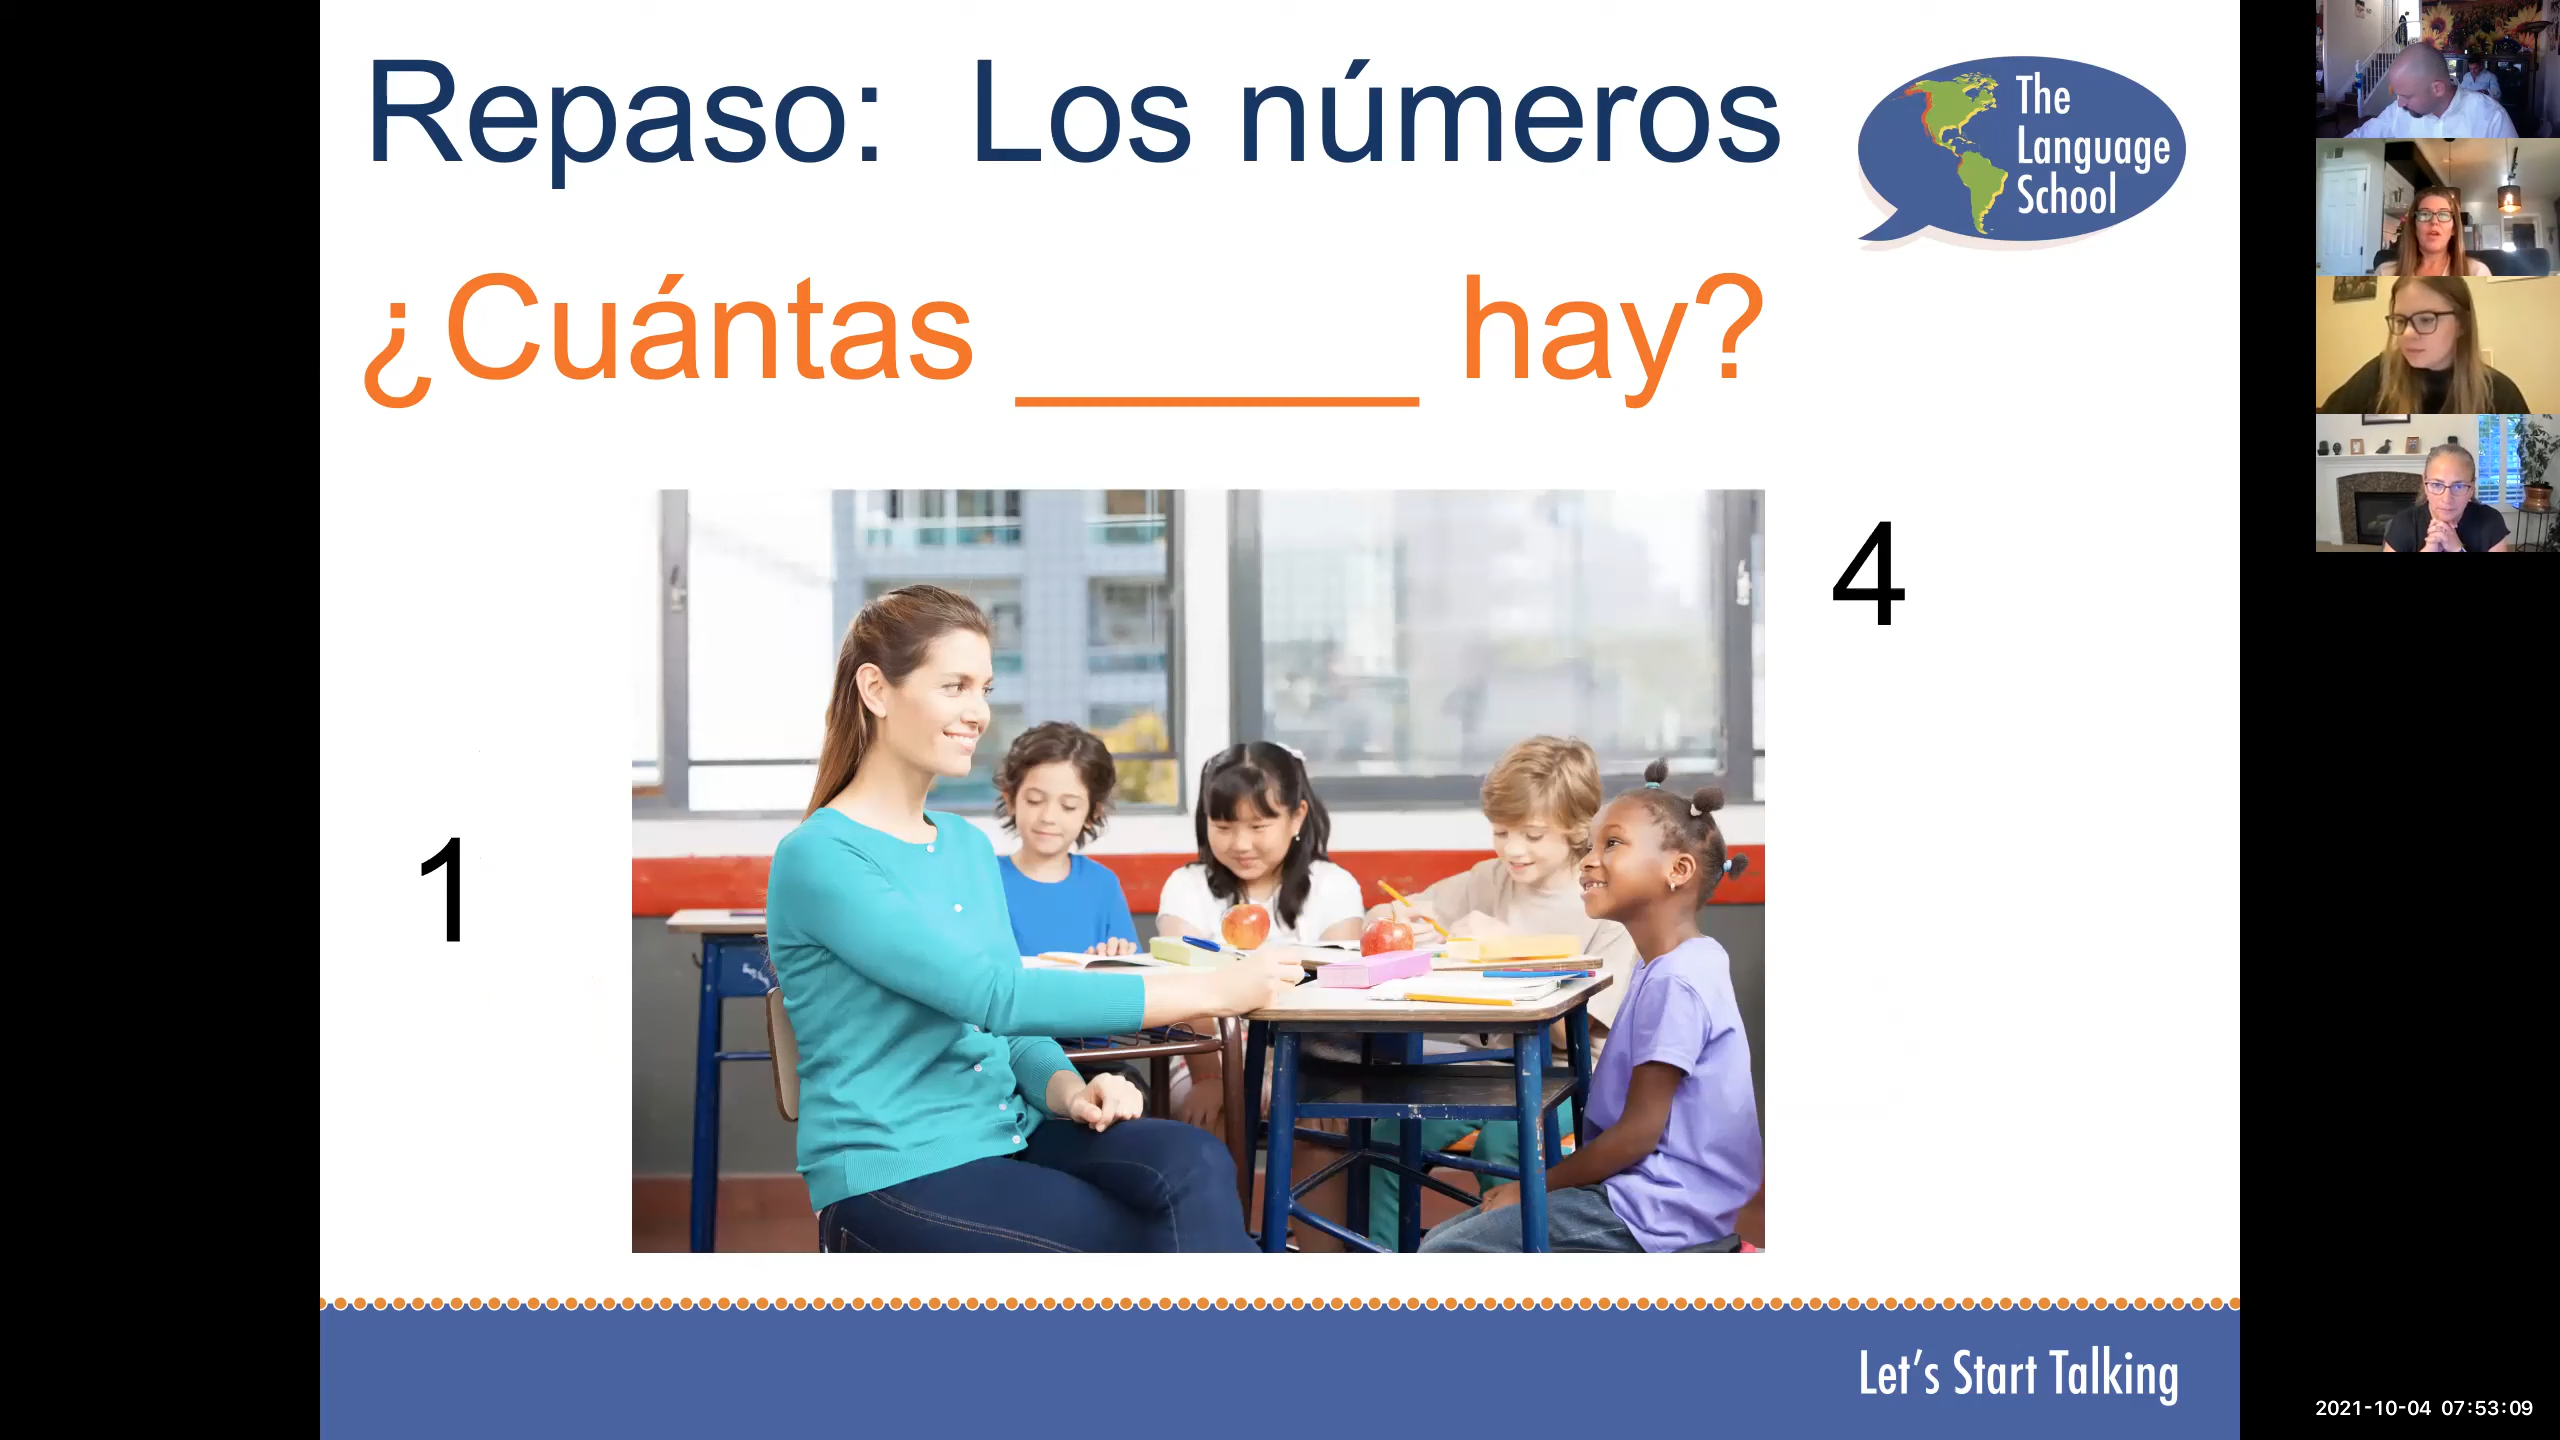 Repaso: Los números
The
Language
School
¿Cuántas ______ hay?
4
1
Let's Start Talking
2021-10-04 07:53:09